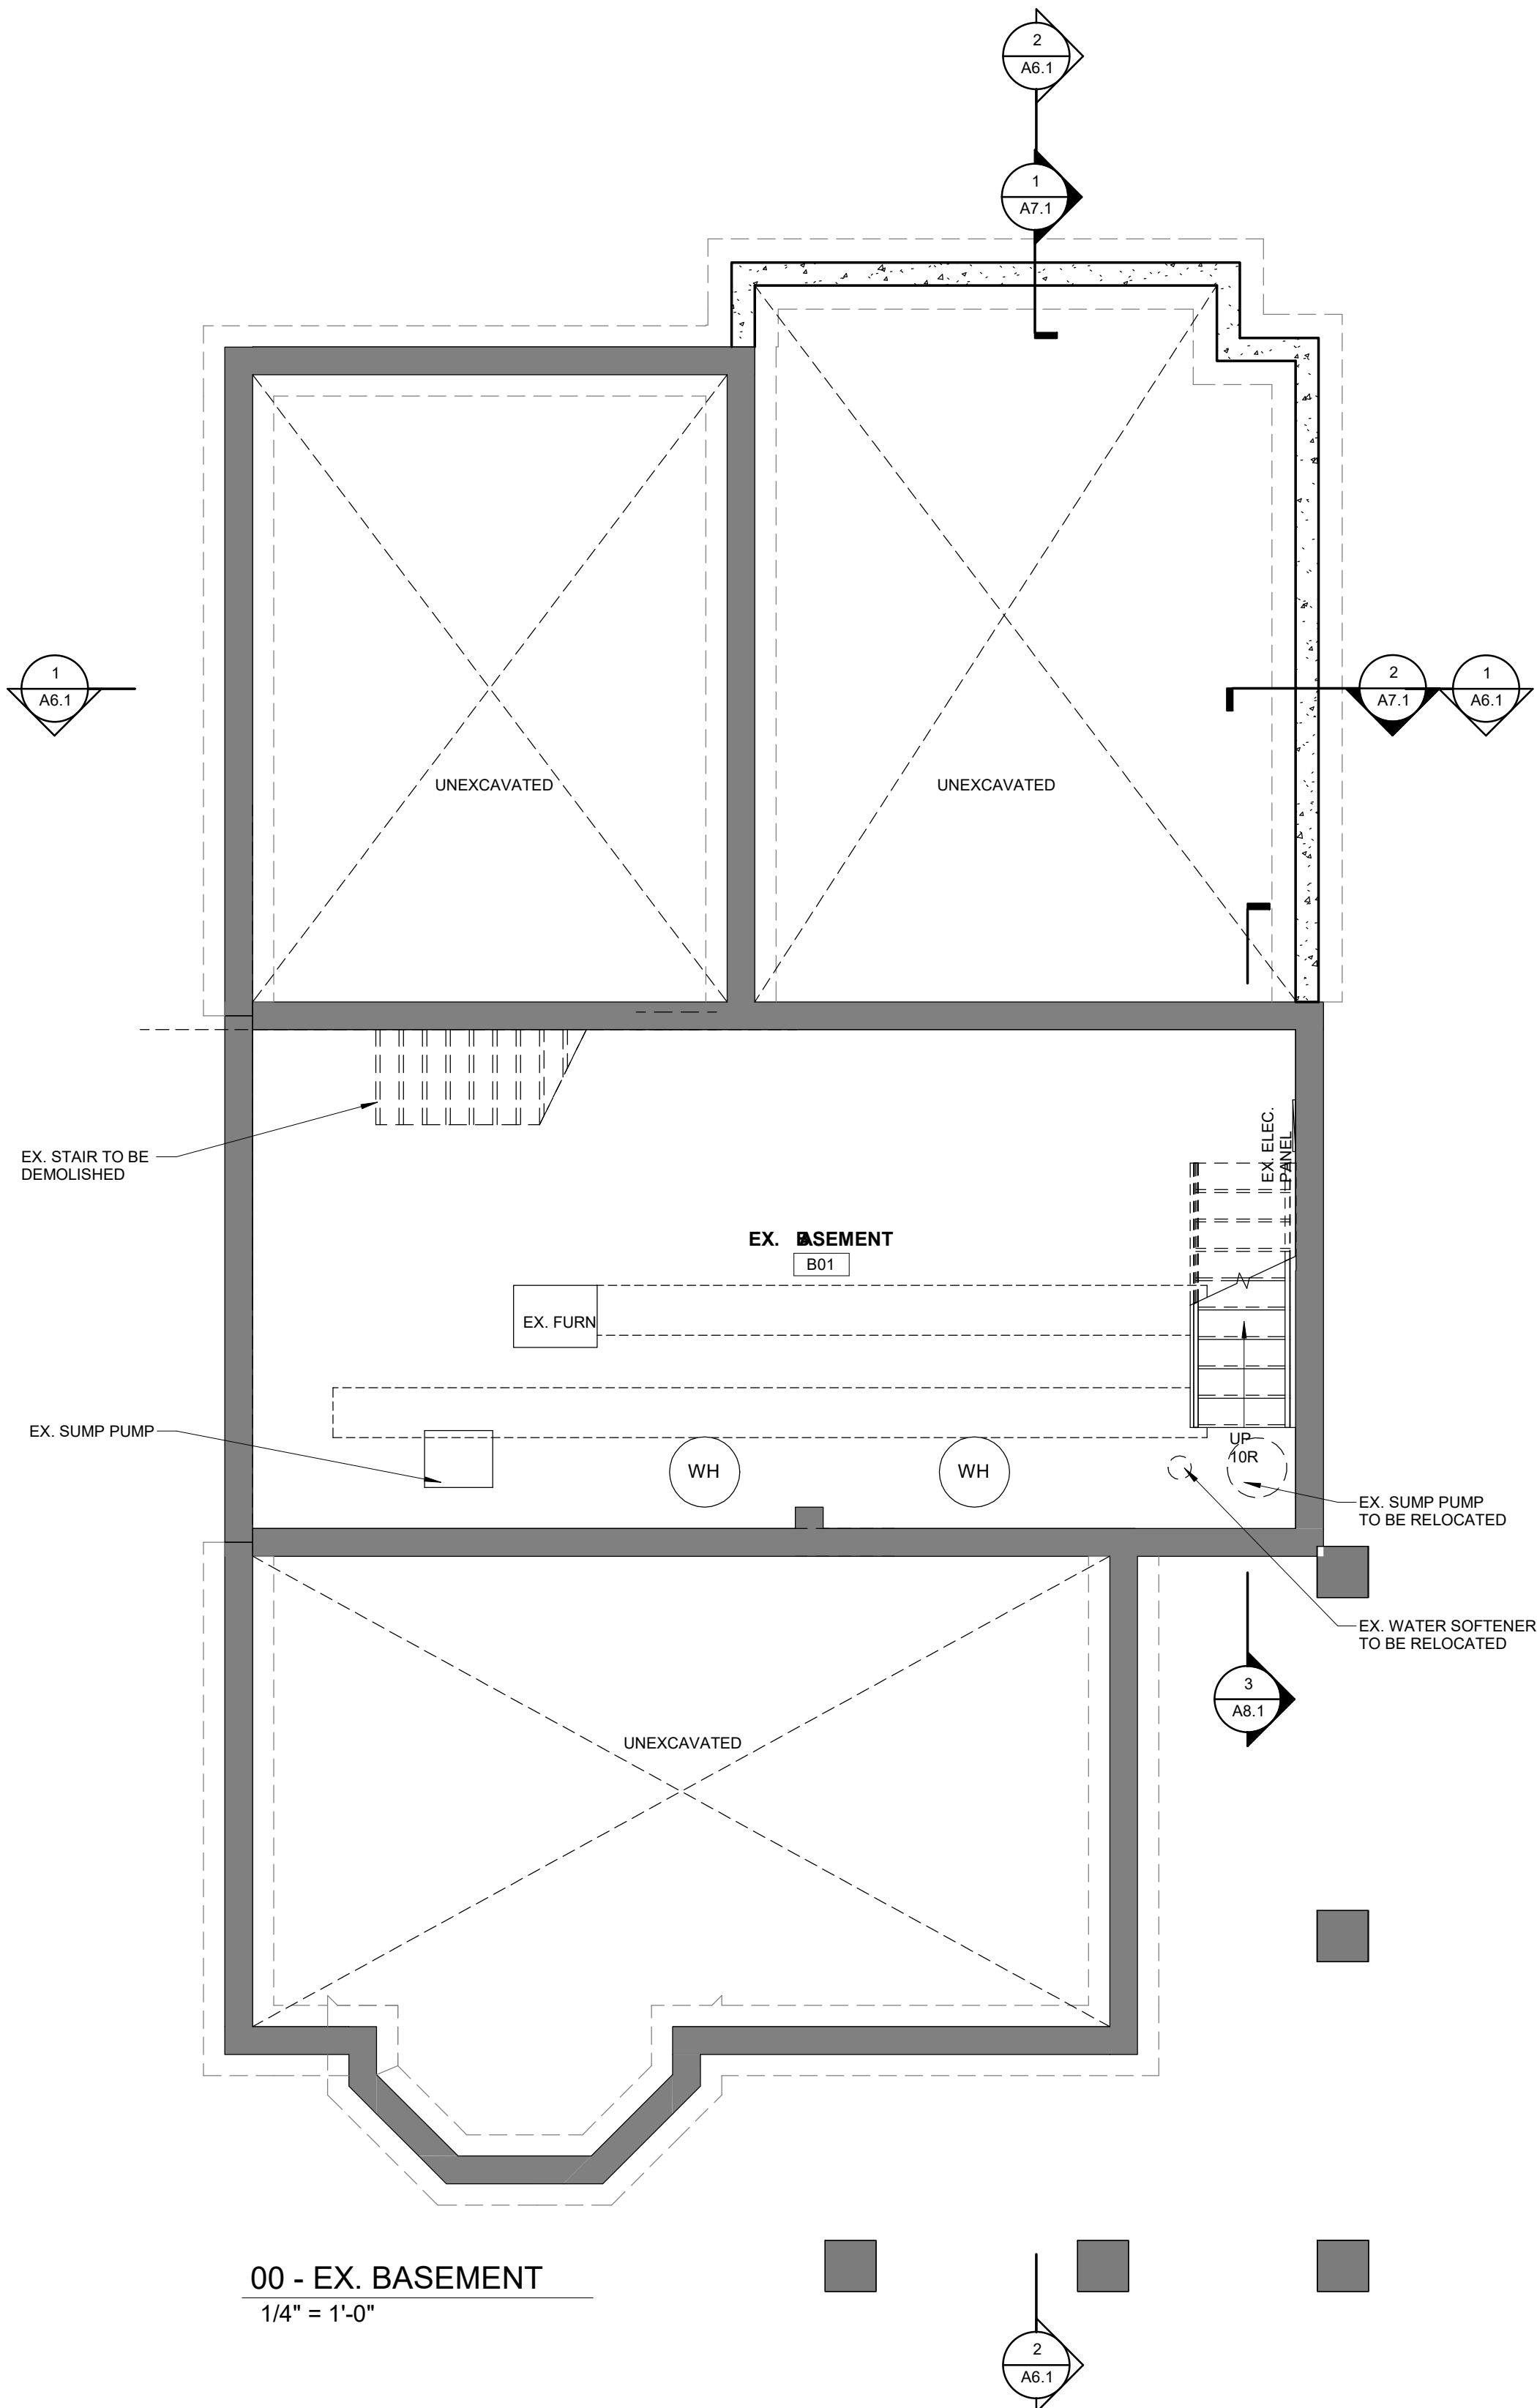 2
A6.1
1
A7.1
1
A6.1
2
A7.1
1
A6.1
UNEXCAVATED
UNEXCAVATED
EX. STAIR TO BE
DEMOLISHED
EX. ELEC.
PANEL
EX. BASEMENT
B01
EX. FURN
EX. SUMP PUMP
WH
WH
UP
10R
EX. SUMP PUMP
TO BE RELOCATED
EX. WATER SOFTENER
TO BE RELOCATED
3
A8.1
UNEXCAVATED
00 - EX. BASEMENT
1/4" = 1'-0"
2
A6.1